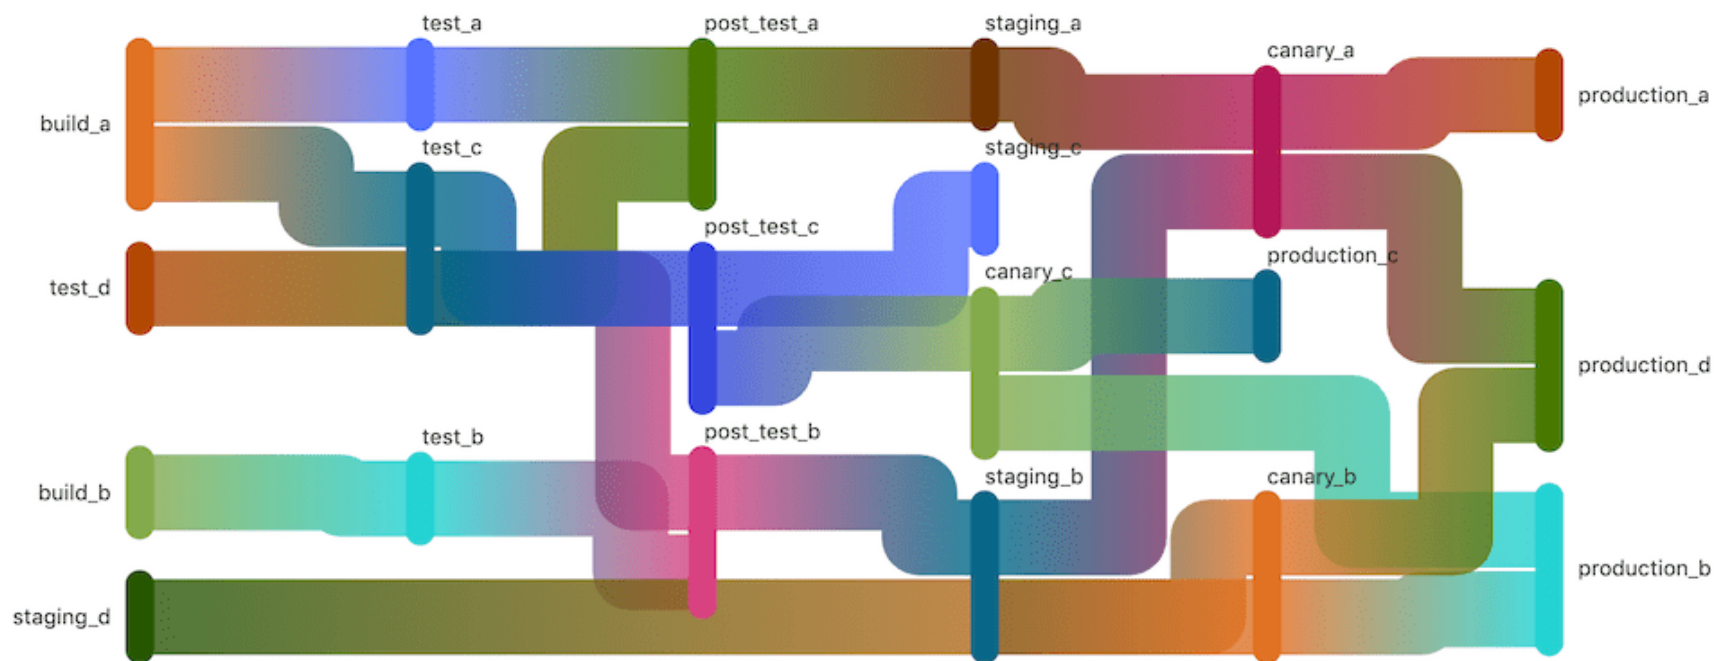 test_a
post_test_a
staging_a
canary_a
production_a
build_a
test_c
staging_c
post_test_c
production_c
canary_c
test_d
production_d
post_test_b
test_b
staging_b
canary_b
build_b
production_b
staging_d